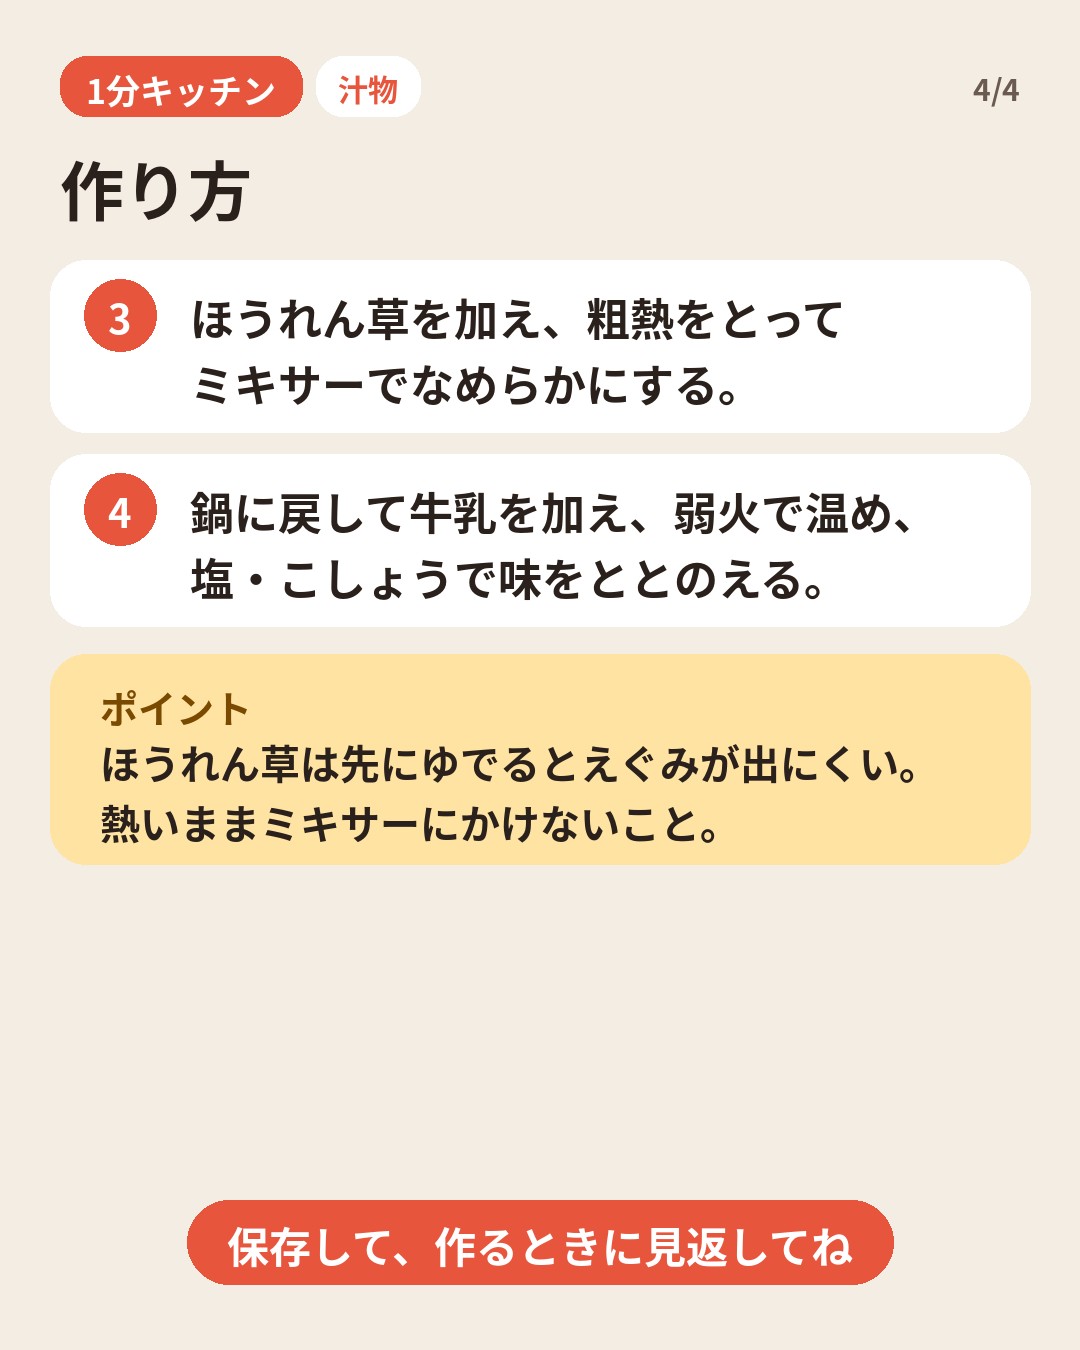 1分キッチン 汁物 4/4
作り方
3 ほうれん草を加え、粗熱をとって
ミキサーでなめらかにする。
4 鍋に戻して牛乳を加え、弱火で温め、
塩・こしょうで味をととのえる。
ポイント
ほうれん草は先にゆでるとえぐみが出にくい。
熱いままミキサーにかけないこと。
保存して、作るときに見返してね